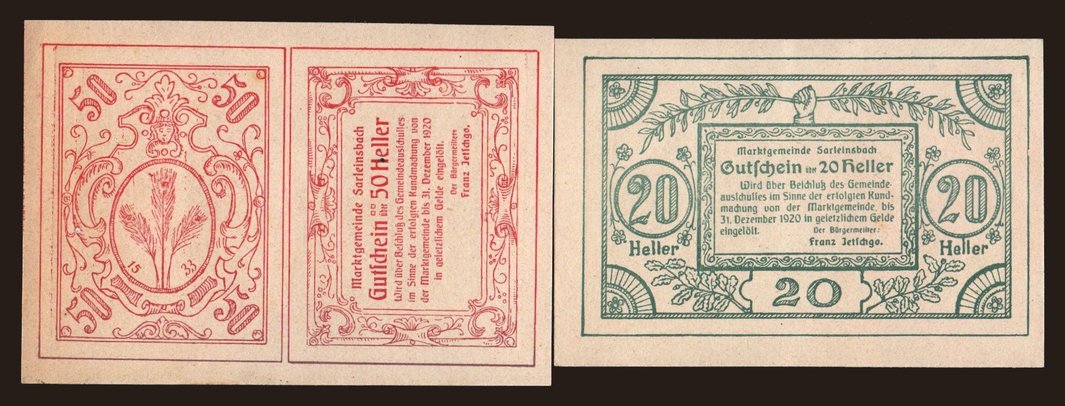 50
50
15 33
50
50
Marktgemeinde Sarleinsbach
Gutſchein für 50 Heller
Wird über Beſchluß des Gemeindeausſchuſſes
im Sinne der erfolgten Kundmachung von
der Marktgemeinde bis 31. Dezember 1920
in geſetzlichem Gelde eingelöſt.
Der Bürgermeiſter:
Franz Jetſchgo.
Marktgemeinde Sarleinsbach
Gutſchein für 20 Heller
Wird über Beſchluß des Gemeinde-
ausſchuſſes im Sinne der erfolgten Kund-
machung von der Marktgemeinde, bis
31. Dezember 1920 in geſetzlichem Gelde
eingelöſt.
Der Bürgermeiſter:
Franz Jetſchgo.
20
Heller
20
Heller
20